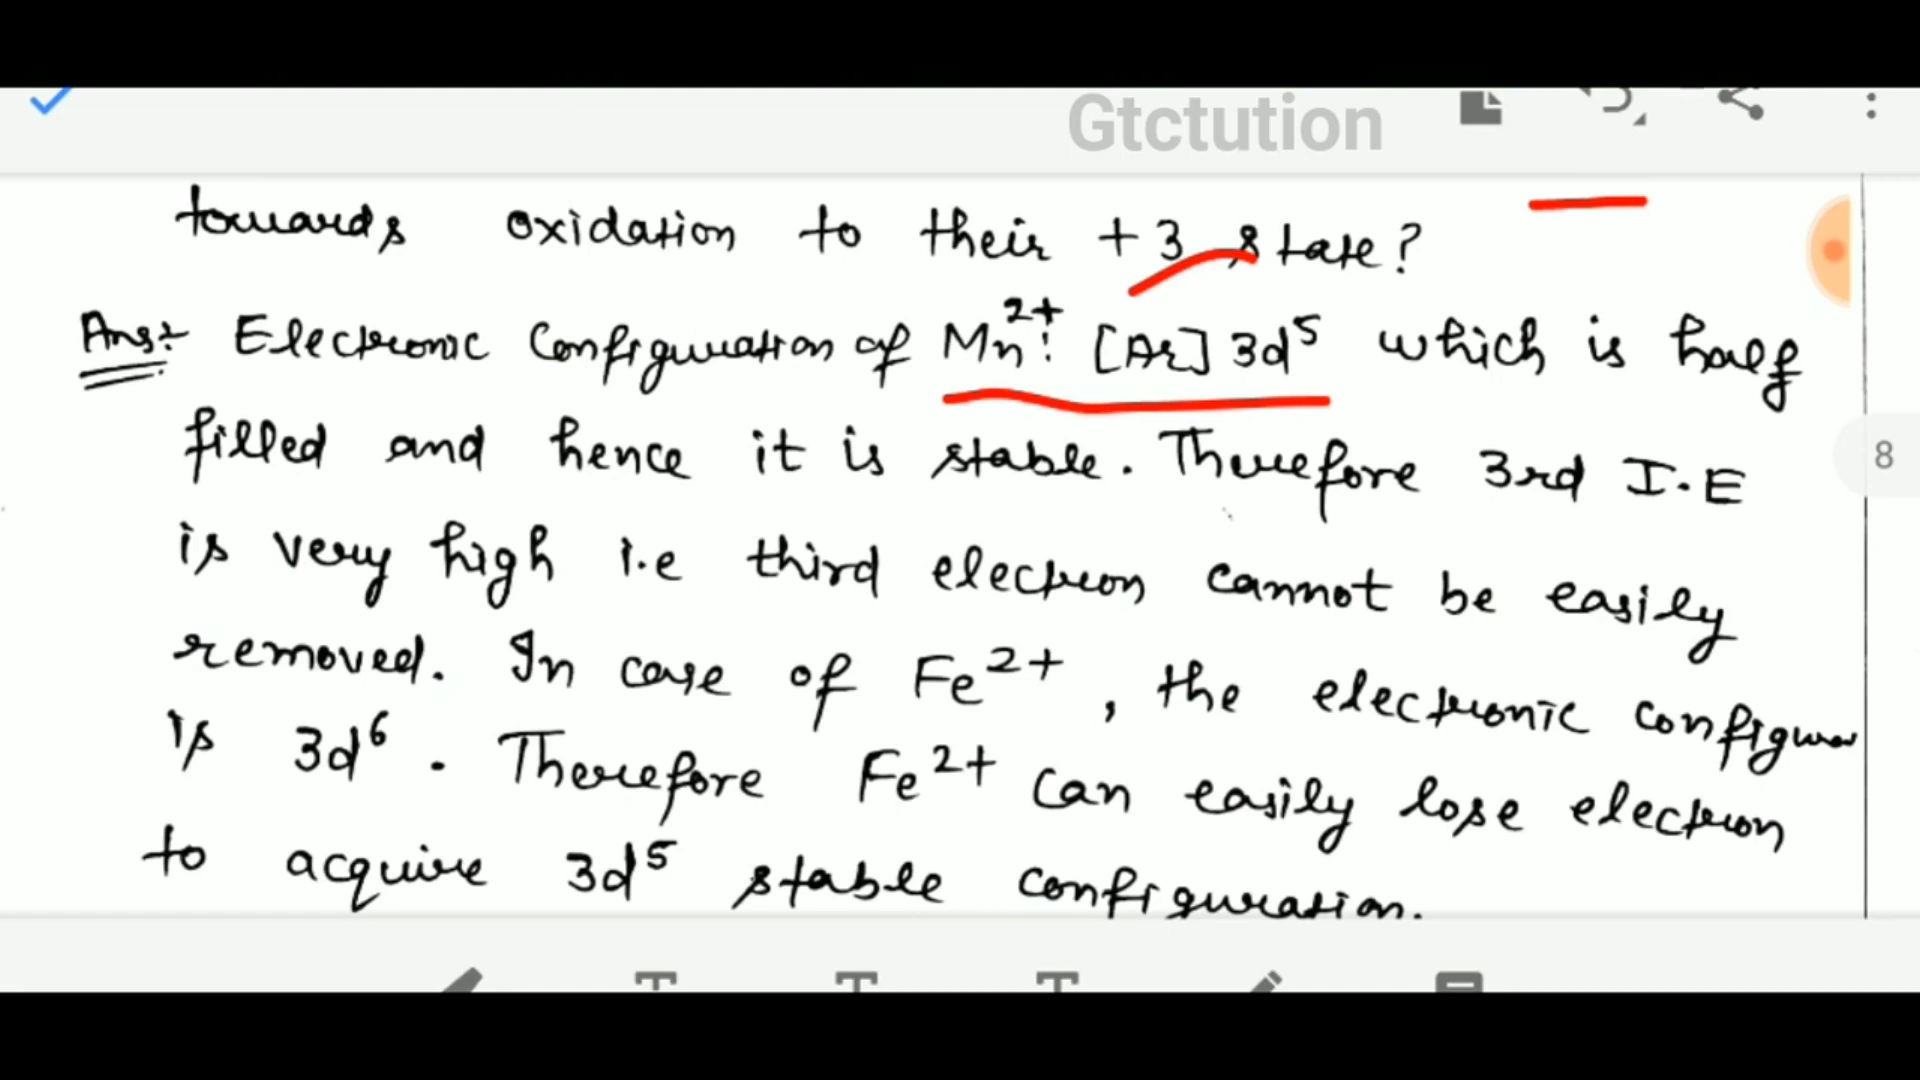 Gtctution
towards oxidation to their +3 state?
Ans:- Electronic Configuration of Mn²⁺: [Ar] 3d⁵ which is half
filled and hence it is stable. Therefore 3rd I.E
is very high i.e third electron cannot be easily
removed. In case of Fe²⁺, the electronic configura
is 3d⁶. Therefore Fe²⁺ can easily lose electron
to acquire 3d⁵ stable configuration.
8